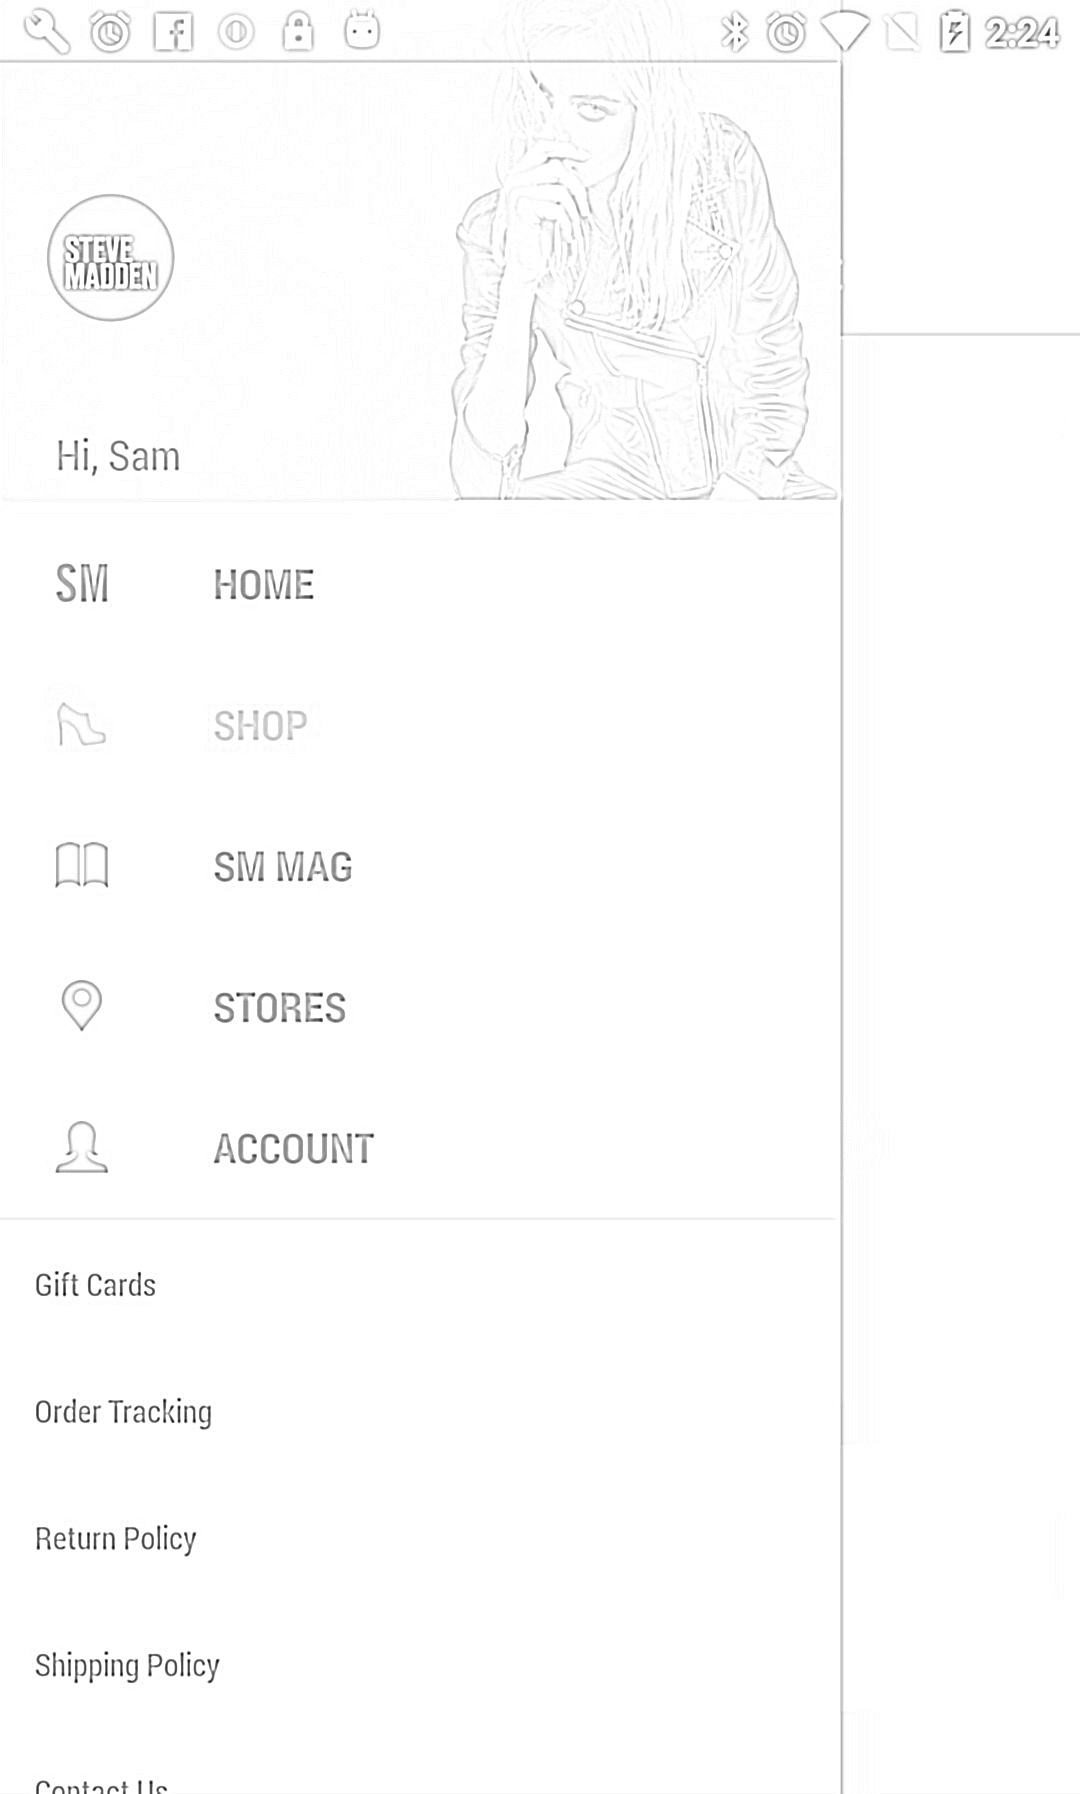 2:24
STEVE
MADDEN
Hi, Sam
SM HOME
SHOP
SM MAG
STORES
ACCOUNT
Gift Cards
Order Tracking
Return Policy
Shipping Policy
Contact Us